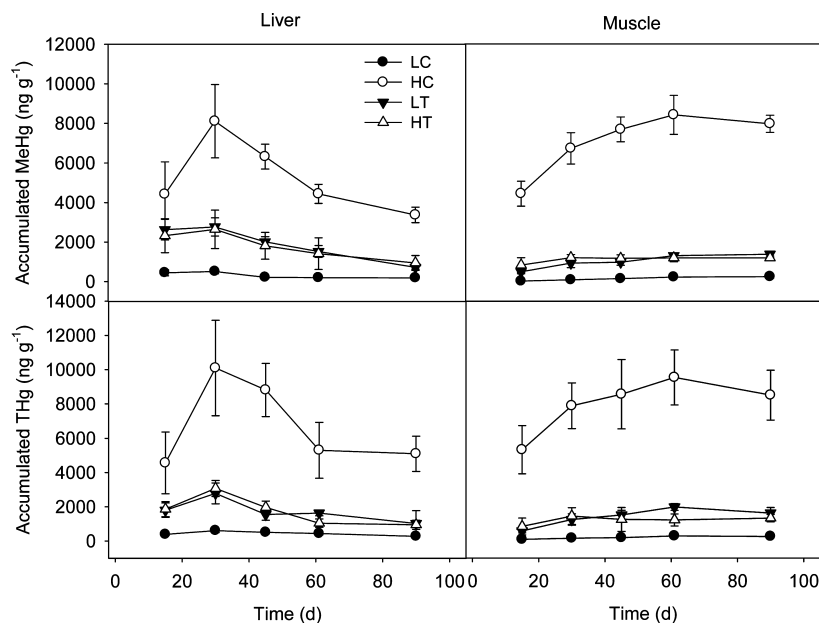 Liver
Muscle
Accumulated MeHg (ng g⁻¹)
12000
10000
8000
6000
4000
2000
0
LC
HC
LT
HT
Accumulated THg (ng g⁻¹)
14000
12000
10000
8000
6000
4000
2000
0
0 20 40 60 80 100
0 20 40 60 80 100
Time (d)
Time (d)